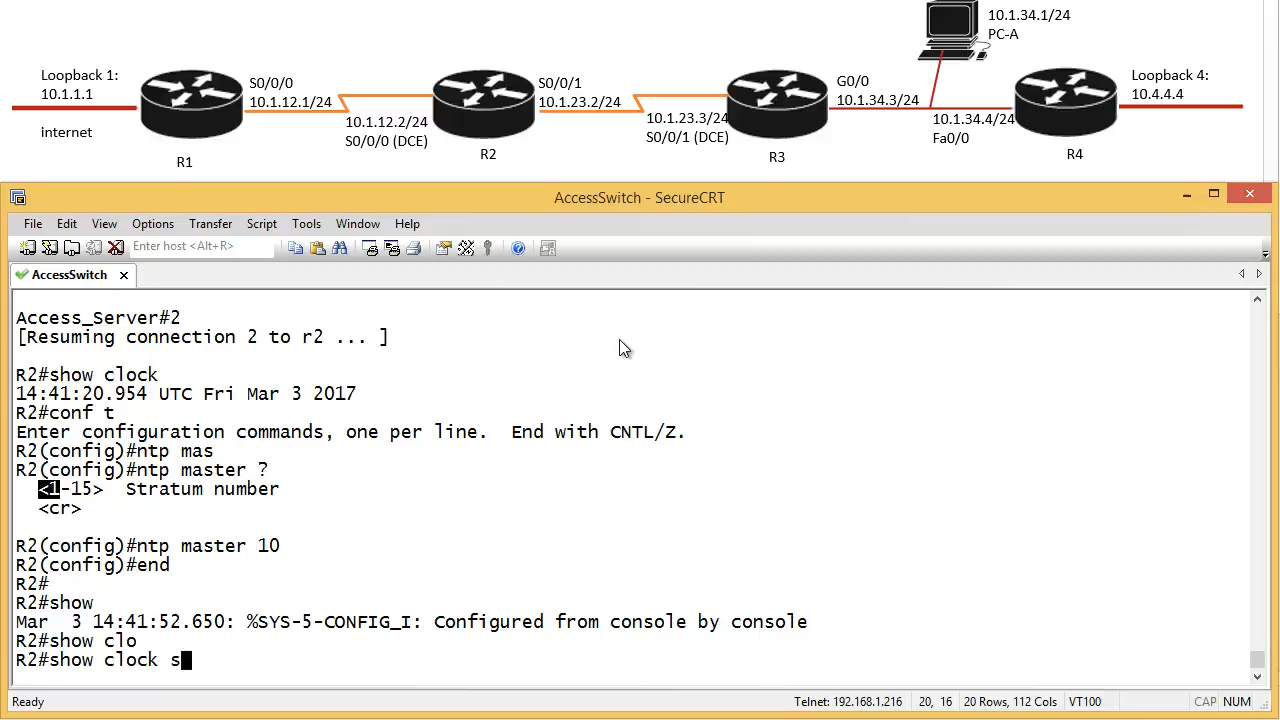 10.1.34.1/24
PC-A
Loopback 1:
10.1.1.1
internet
S0/0/0
10.1.12.1/24
10.1.12.2/24
S0/0/0 (DCE)
S0/0/1
10.1.23.2/24
10.1.23.3/24
S0/0/1 (DCE)
G0/0
10.1.34.3/24
10.1.34.4/24
Fa0/0
Loopback 4:
10.4.4.4
R1
R2
R3
R4
AccessSwitch - SecureCRT
File Edit View Options Transfer Script Tools Window Help
Enter host <Alt+R>
AccessSwitch
Access_Server#2
[Resuming connection 2 to r2 ... ]
R2#show clock
14:41:20.954 UTC Fri Mar 3 2017
R2#conf t
Enter configuration commands, one per line.  End with CNTL/Z.
R2(config)#ntp mas
R2(config)#ntp master ?
<1-15>  Stratum number
<cr>
R2(config)#ntp master 10
R2(config)#end
R2#
R2#show
Mar  3 14:41:52.650: %SYS-5-CONFIG_I: Configured from console by console
R2#show clo
R2#show clock s
Ready
Telnet: 192.168.1.216 20, 16 20 Rows, 112 Cols VT100 CAP NUM